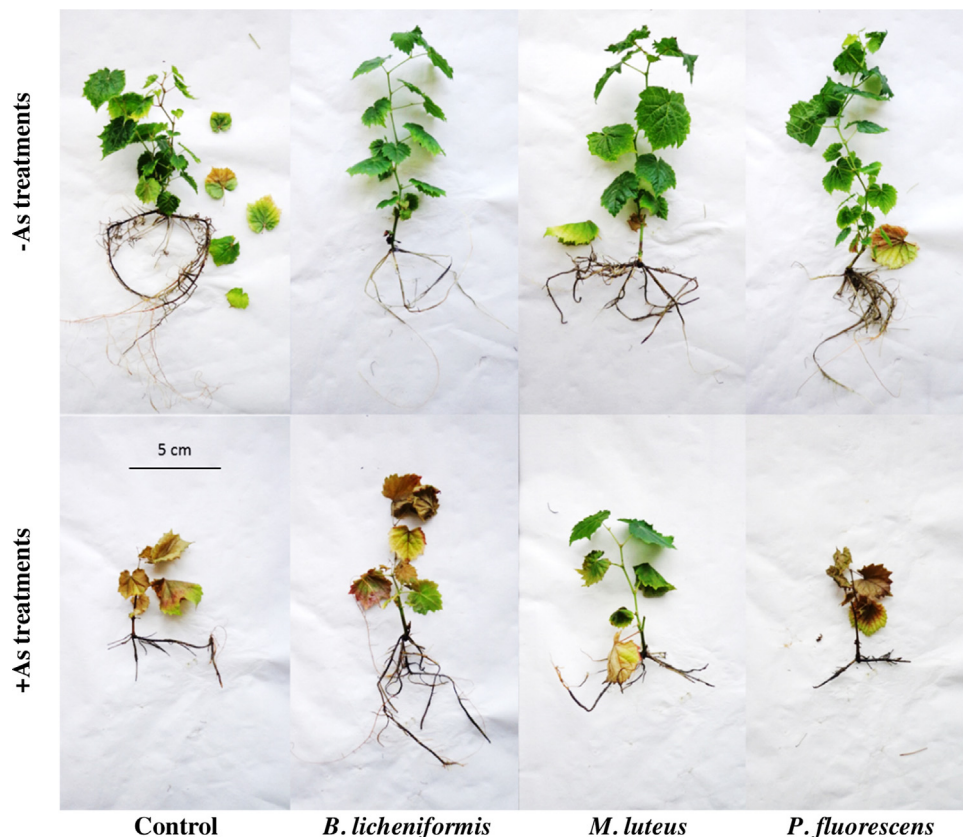 -As treatments
5 cm
+As treatments
Control
B. licheniformis
M. luteus
P. fluorescens